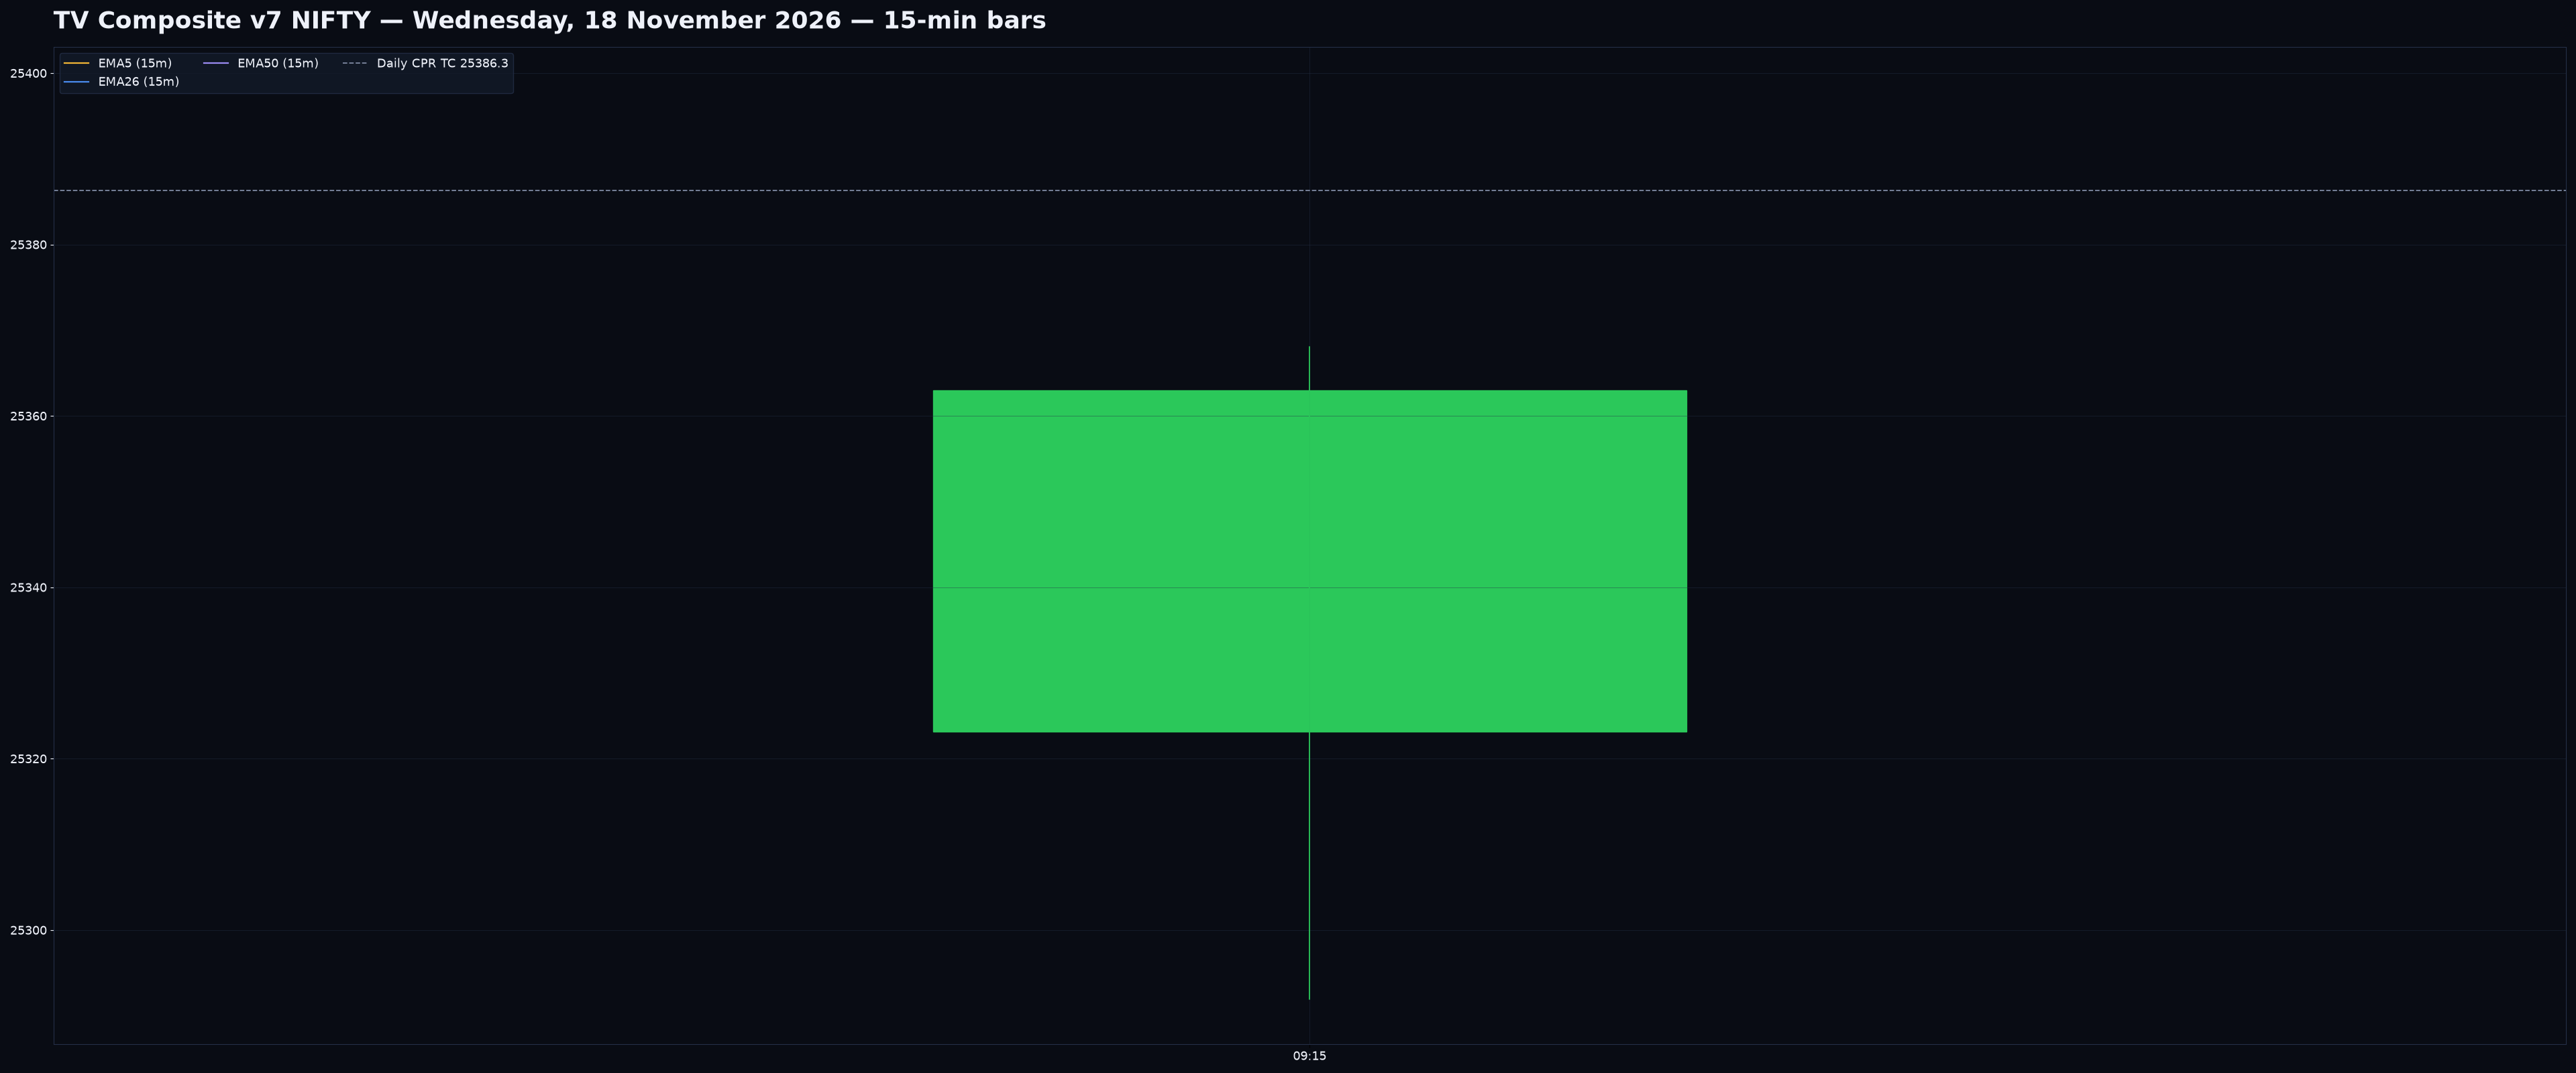 TV Composite v7 NIFTY — Wednesday, 18 November 2026 — 15-min bars
EMA5 (15m) EMA50 (15m) Daily CPR TC 25386.3
EMA26 (15m)
25400
25380
25360
25340
25320
25300
09:15